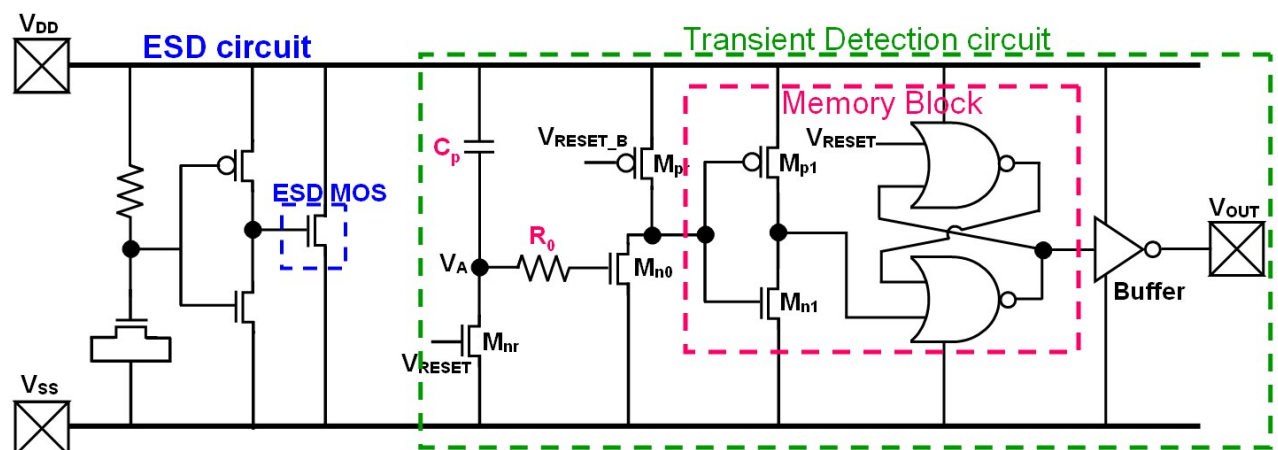 VDD
ESD circuit
Transient Detection circuit
Memory Block
VRESET_B
VRESET
Cp
Mpr
Mp1
ESD MOS
VOUT
R0
VA
Mn0
Mn1
Buffer
Mnr
VRESET
VSS